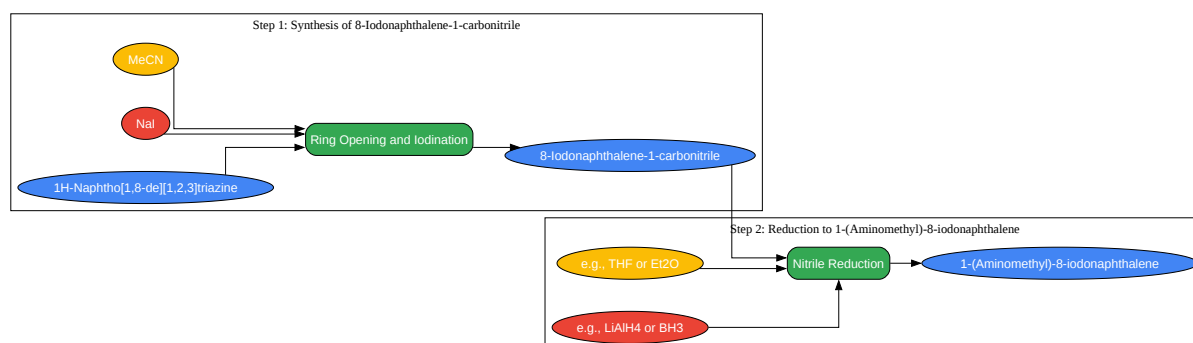 Step 1: Synthesis of 8-Iodonaphthalene-1-carbonitrile
MeCN
NaI
Ring Opening and Iodination
8-Iodonaphthalene-1-carbonitrile
1H-Naphtho[1,8-de][1,2,3]triazine
Step 2: Reduction to 1-(Aminomethyl)-8-iodonaphthalene
e.g., THF or Et2O
Nitrile Reduction
1-(Aminomethyl)-8-iodonaphthalene
e.g., LiAlH4 or BH3